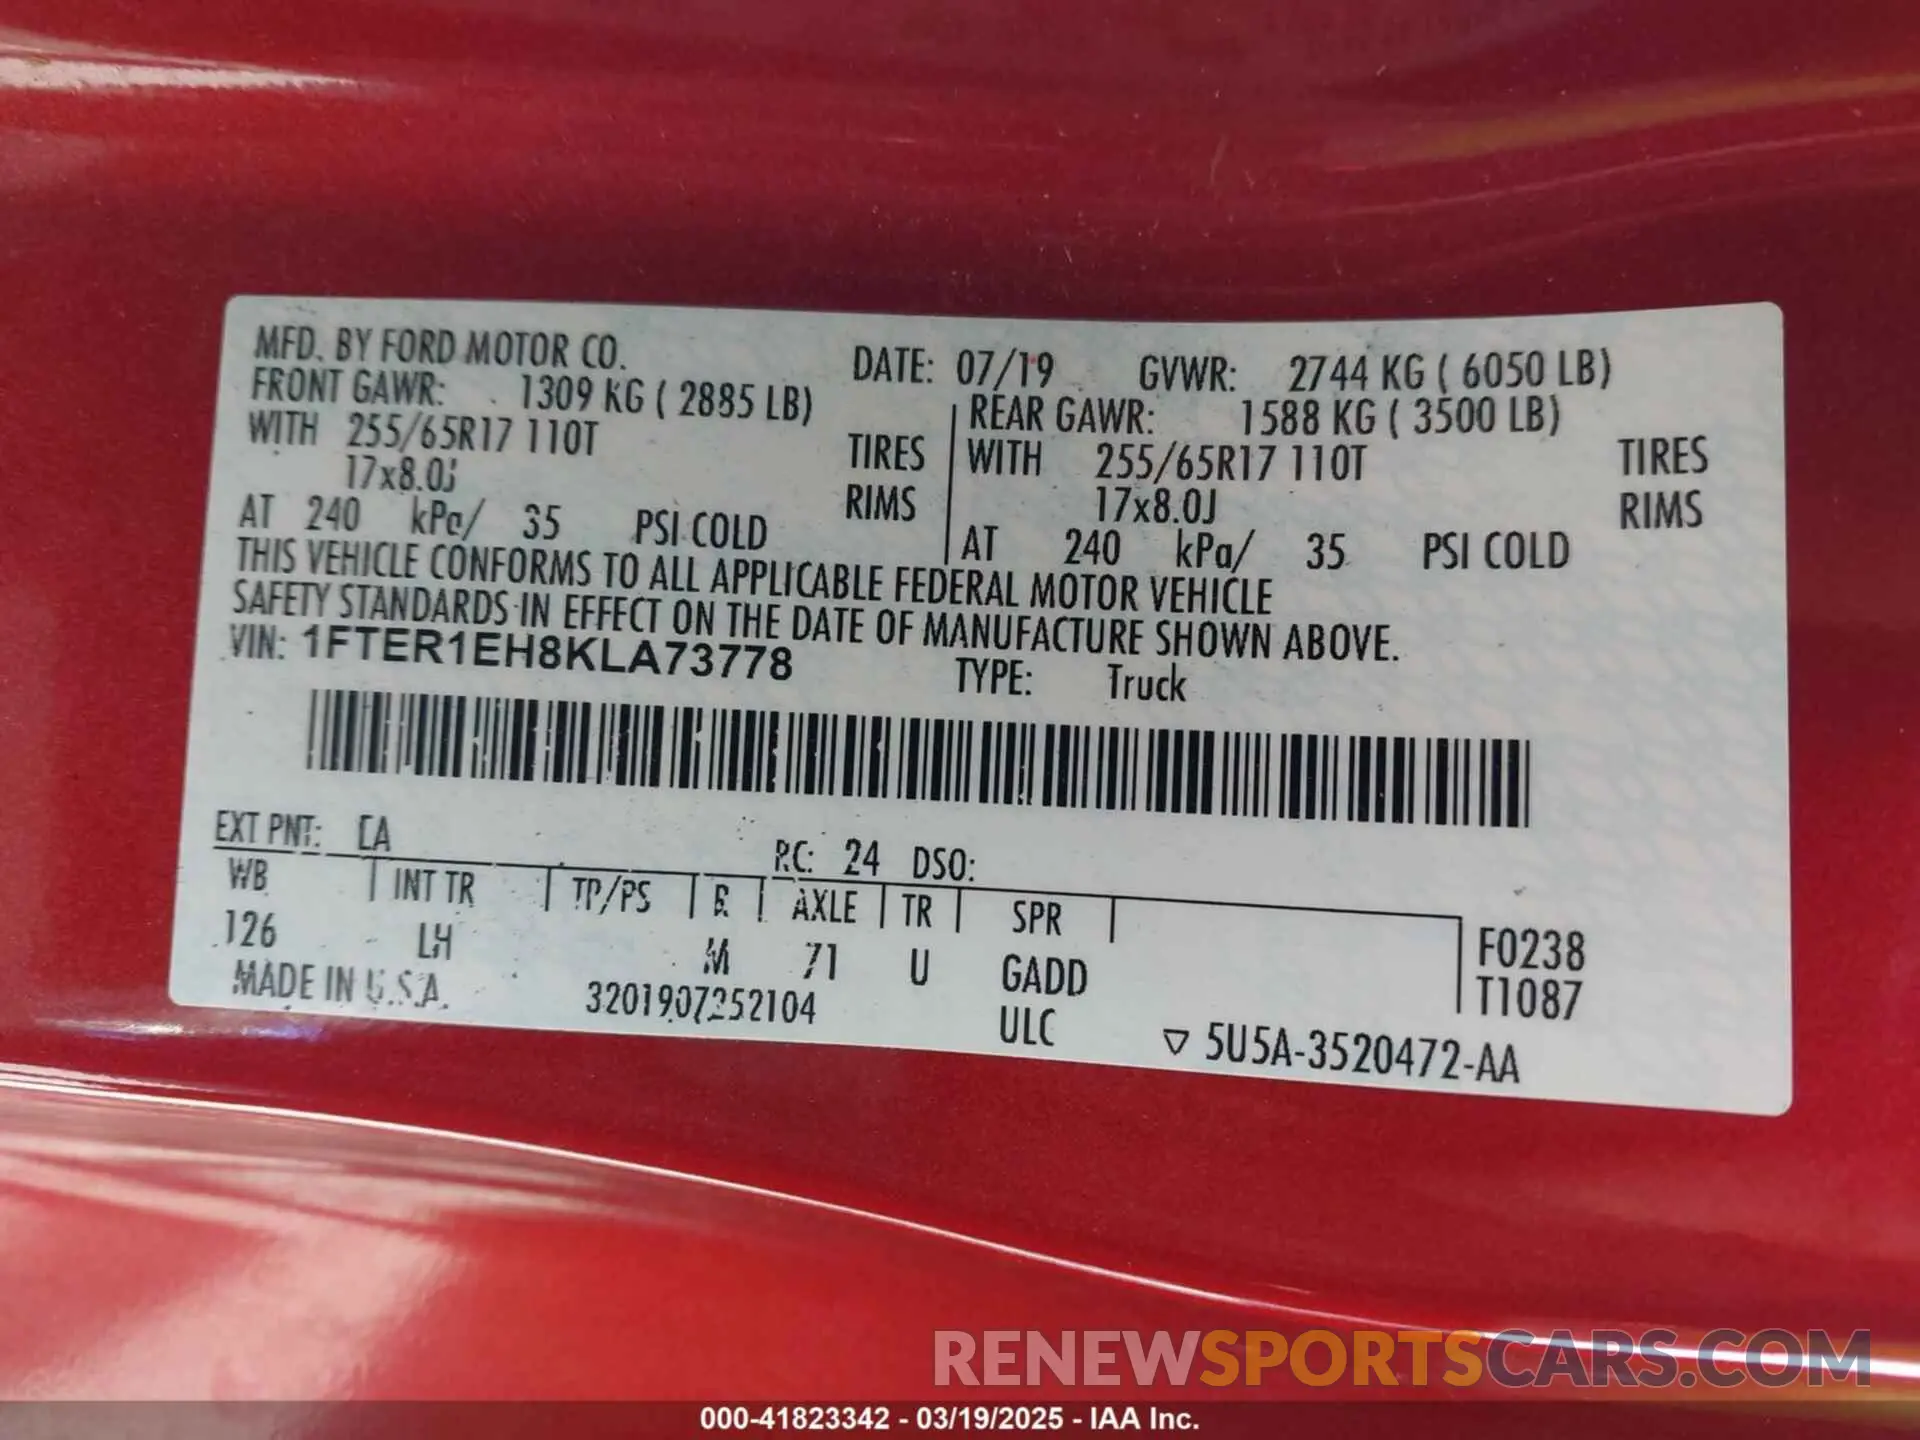 MFD. BY FORD MOTOR CO.
DATE: 07/19 GVWR: 2744 KG ( 6050 LB)
FRONT GAWR: 1309 KG ( 2885 LB)
WITH 255/65R17 110T TIRES
17x8.0J RIMS
AT 240 kPa/ 35 PSI COLD
REAR GAWR: 1588 KG ( 3500 LB)
WITH 255/65R17 110T TIRES
17x8.0J RIMS
AT 240 kPa/ 35 PSI COLD
THIS VEHICLE CONFORMS TO ALL APPLICABLE FEDERAL MOTOR VEHICLE
SAFETY STANDARDS IN EFFECT ON THE DATE OF MANUFACTURE SHOWN ABOVE.
VIN: 1FTER1EH8KLA73778 TYPE: Truck
EXT PNT: RC: 24 DSO:
WB INT TR TP/PS R AXLE TR SPR
126 LH M 71 U GADD
F0238
T1087
MADE IN U.S.A. 3201907252104 ULC
▽ 5U5A-3520472-AA
RENEWSPORTSCARS.COM
000-41823342 - 03/19/2025 - IAA Inc.